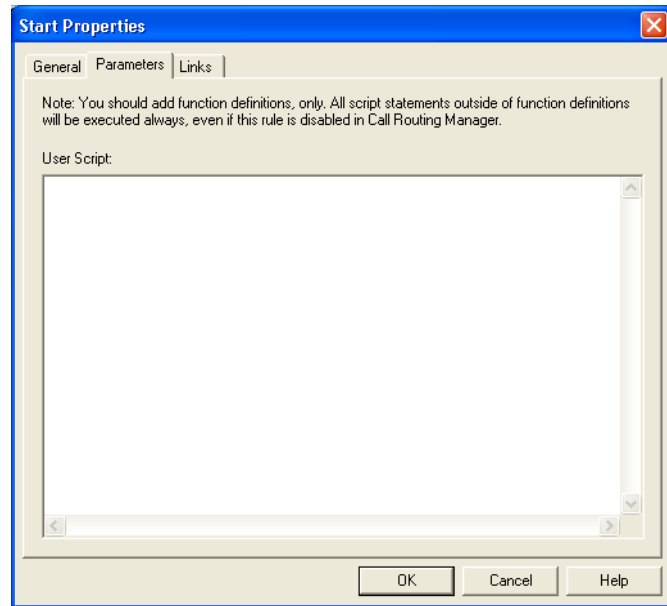 Start Properties
General Parameters Links
Note: You should add function definitions, only. All script statements outside of function definitions
will be executed always, even if this rule is disabled in Call Routing Manager.
User Script:
OK Cancel Help